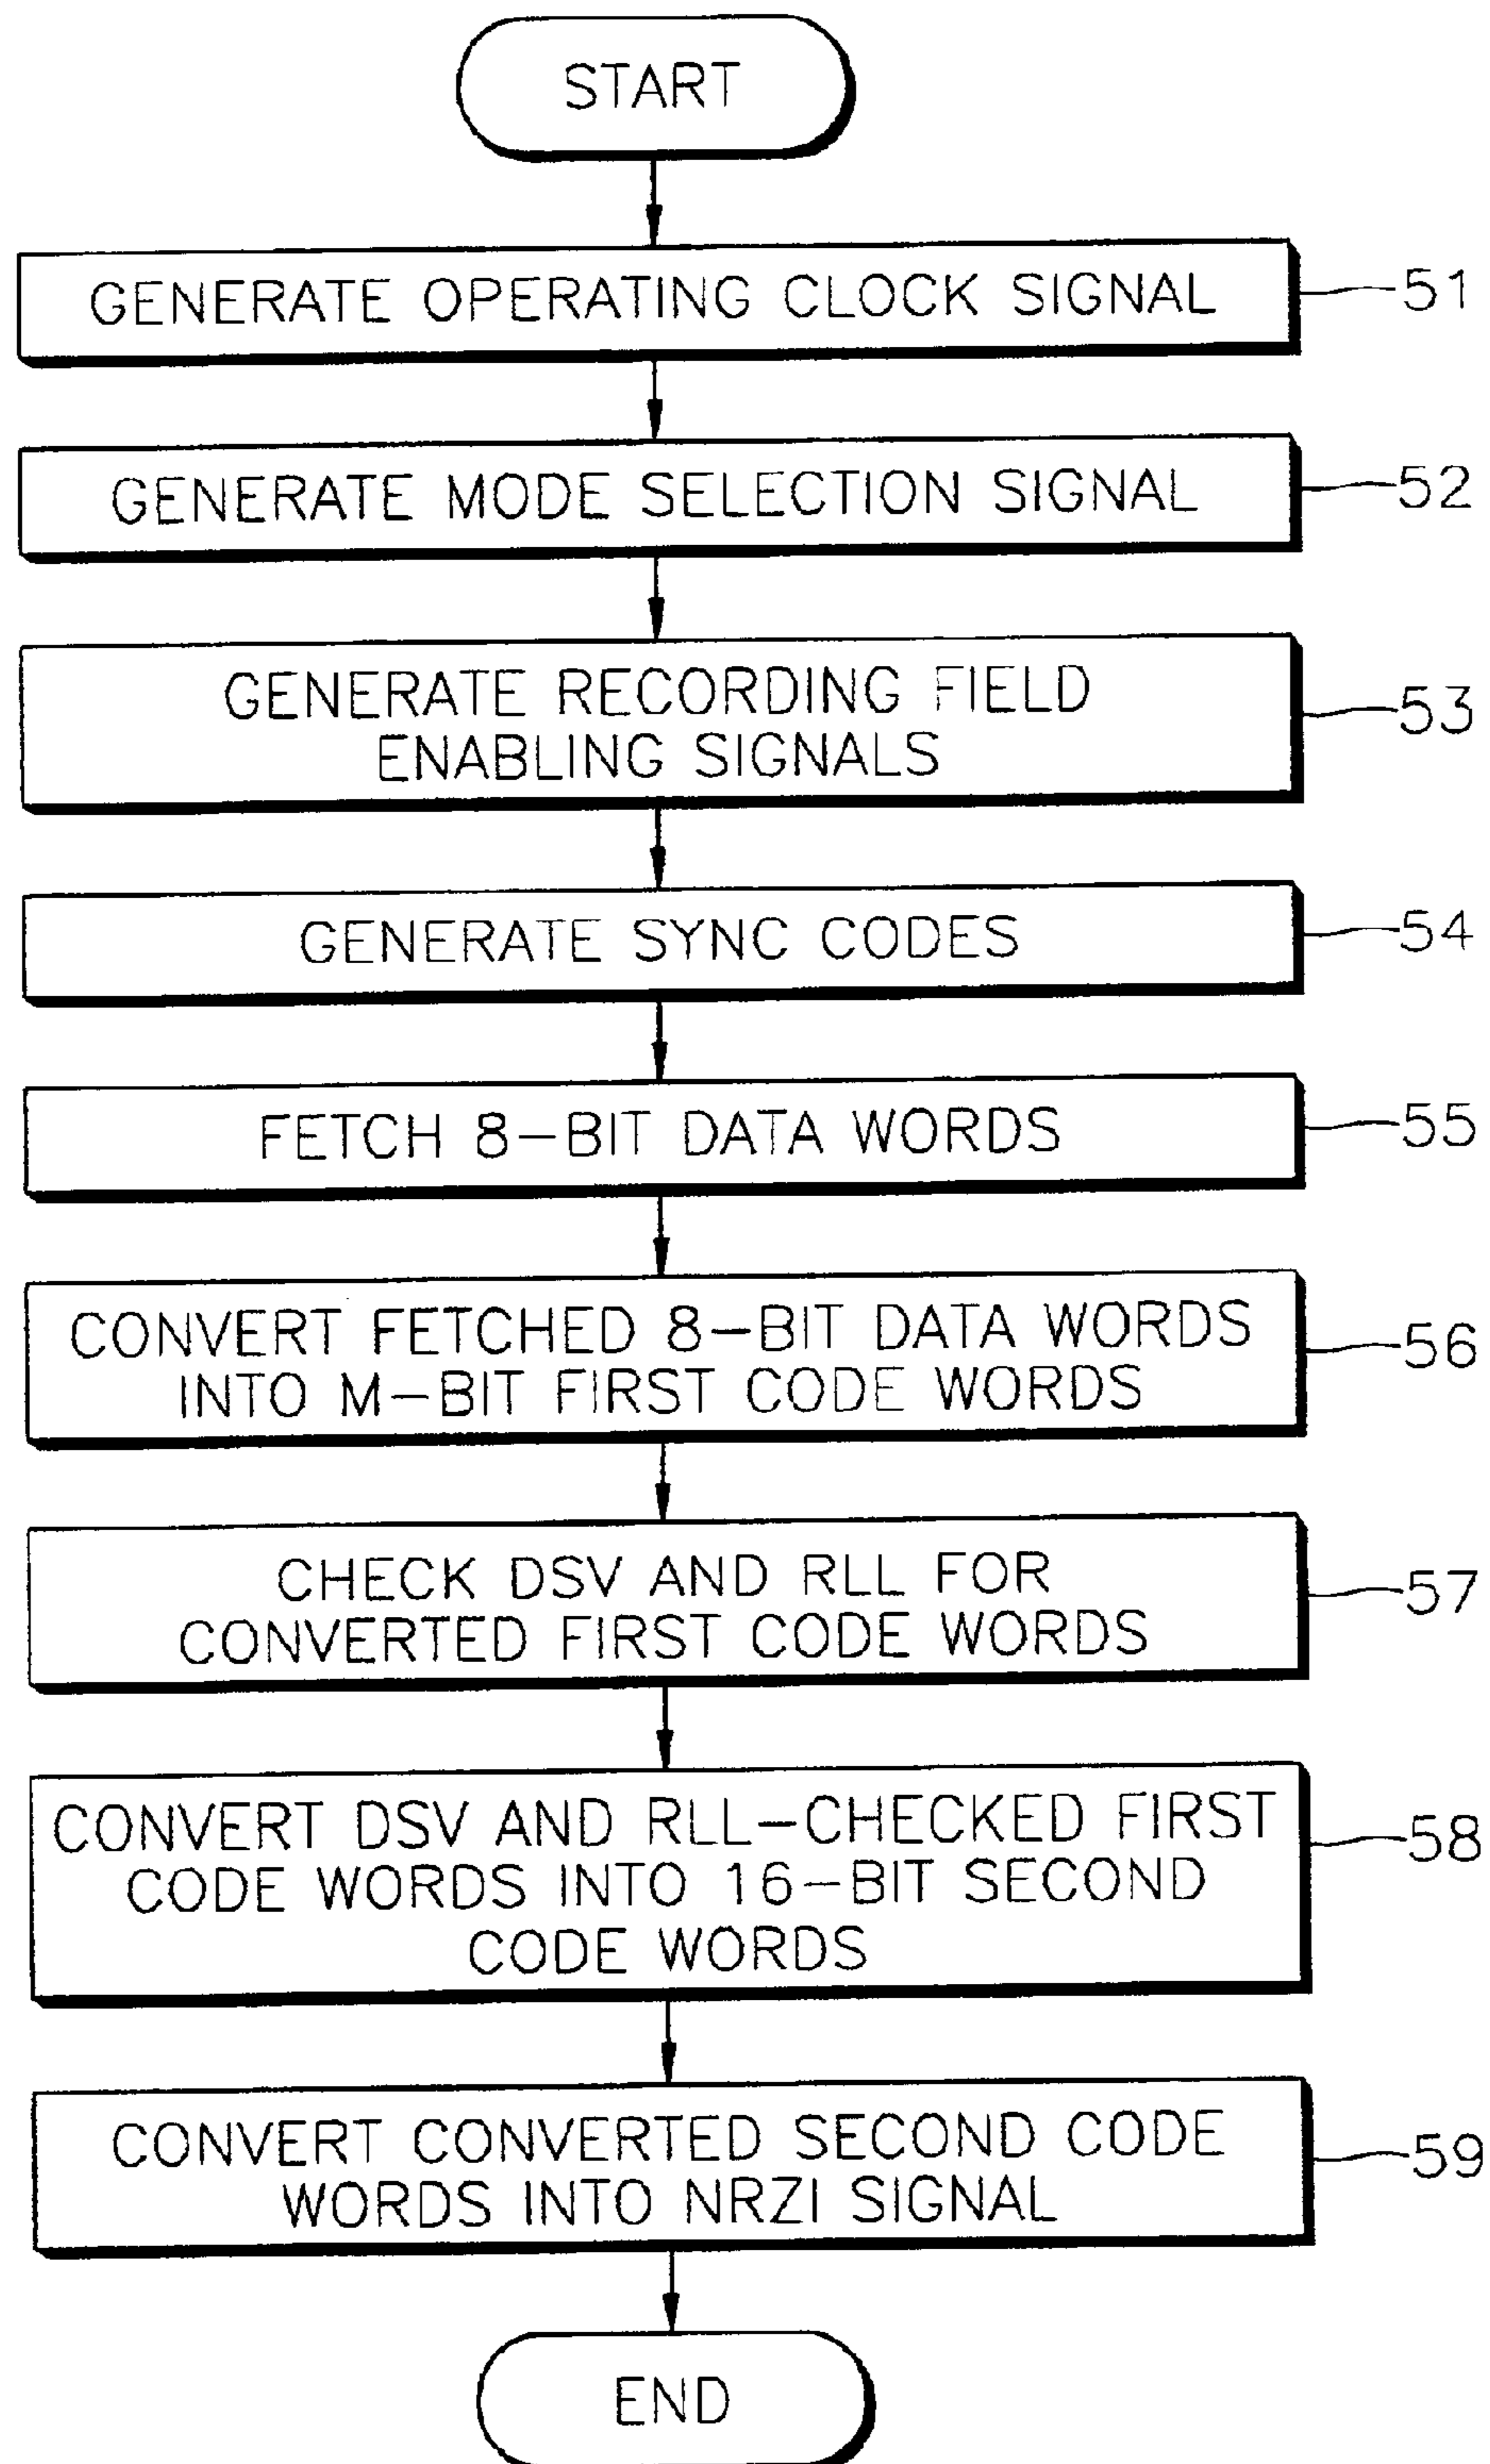 START
GENERATE OPERATING CLOCK SIGNAL
51
GENERATE MODE SELECTION SIGNAL
52
GENERATE RECORDING FIELD
ENABLING SIGNALS
53
GENERATE SYNC CODES
54
FETCH 8-BIT DATA WORDS
55
CONVERT FETCHED 8-BIT DATA WORDS
INTO M-BIT FIRST CODE WORDS
56
CHECK DSV AND RLL FOR
CONVERTED FIRST CODE WORDS
57
CONVERT DSV AND RLL-CHECKED FIRST
CODE WORDS INTO 16-BIT SECOND
CODE WORDS
58
CONVERT CONVERTED SECOND CODE
WORDS INTO NRZI SIGNAL
59
END